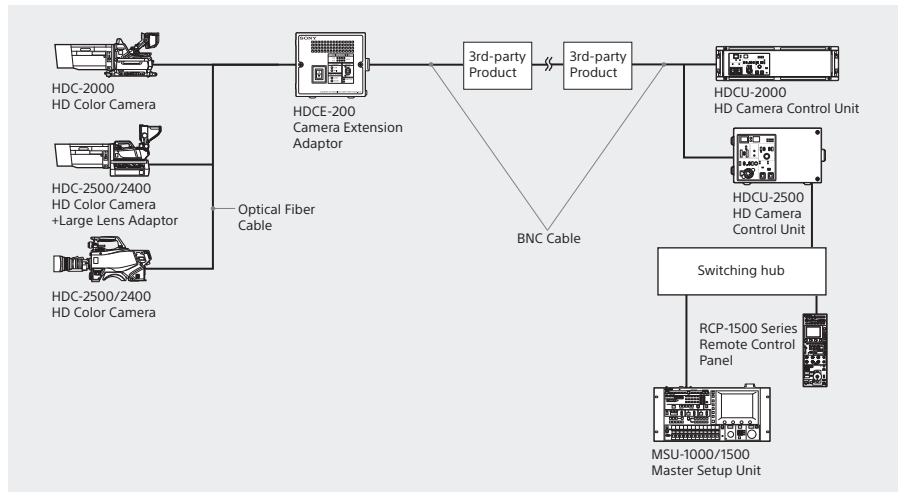 HDC-2000
HD Color Camera
HDC-2500/2400
HD Color Camera
+Large Lens Adaptor
HDC-2500/2400
HD Color Camera
Optical Fiber
Cable
SONY
HDCE-200
Camera Extension
Adaptor
3rd-party
Product
3rd-party
Product
BNC Cable
HDCU-2000
HD Camera Control Unit
HDCU-2500
HD Camera
Control Unit
Switching hub
RCP-1500 Series
Remote Control
Panel
MSU-1000/1500
Master Setup Unit